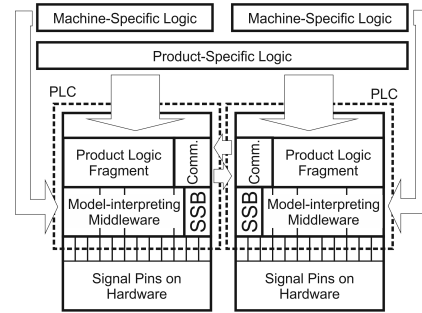 Machine-Specific Logic
Machine-Specific Logic
Product-Specific Logic
PLC
PLC
Product Logic
Fragment
Comm.
Comm.
Product Logic
Fragment
Model-interpreting
Middleware
SSB
SSB
Model-interpreting
Middleware
Signal Pins on
Hardware
Signal Pins on
Hardware